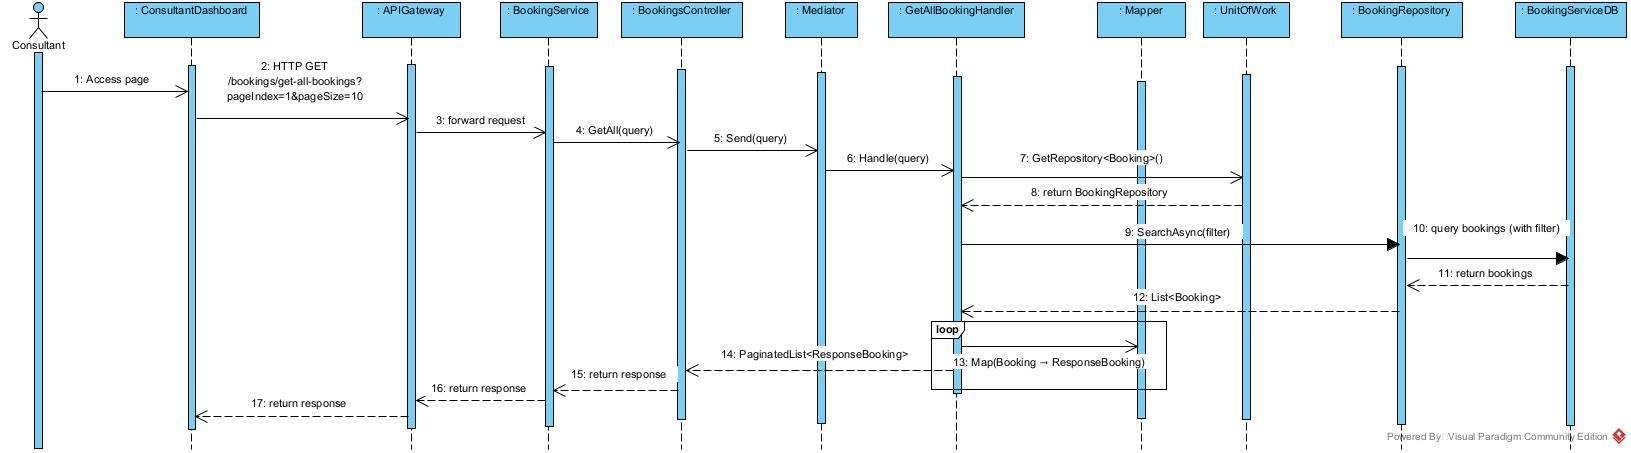 : ConsultantDashboard
: APIGateway
: BookingService
: BookingsController
: Mediator
: GetAllBookingHandler
: Mapper
: UnitOfWork
: BookingRepository
: BookingServiceDB
Consultant
1: Access page
2: HTTP GET
/bookings/get-all-bookings?
pageIndex=1&pageSize=10
3: forward request
4: GetAll(query)
5: Send(query)
6: Handle(query)
7: GetRepository<Booking>()
8: return BookingRepository
9: SearchAsync(filter)
10: query bookings (with filter)
11: return bookings
12: List<Booking>
loop
13: Map(Booking → ResponseBooking)
14: PaginatedList<ResponseBooking>
15: return response
16: return response
17: return response
Powered By Visual Paradigm Community Edition